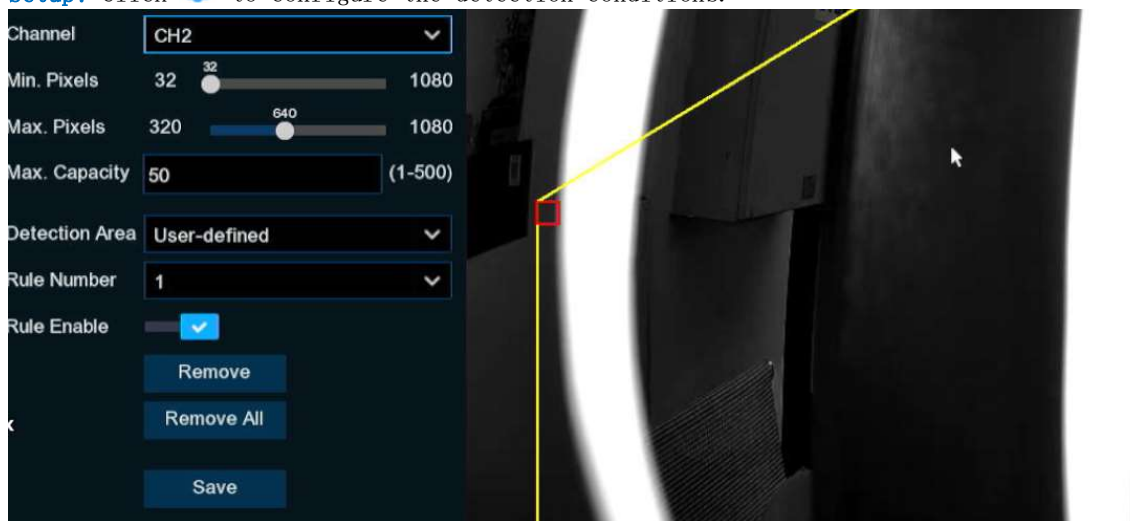 Channel CH2
32
Min. Pixels 32 1080
640
Max. Pixels 320 1080
Max. Capacity 50 (1-500)
Detection Area User-defined
Rule Number 1
Rule Enable
Remove
Remove All
Save